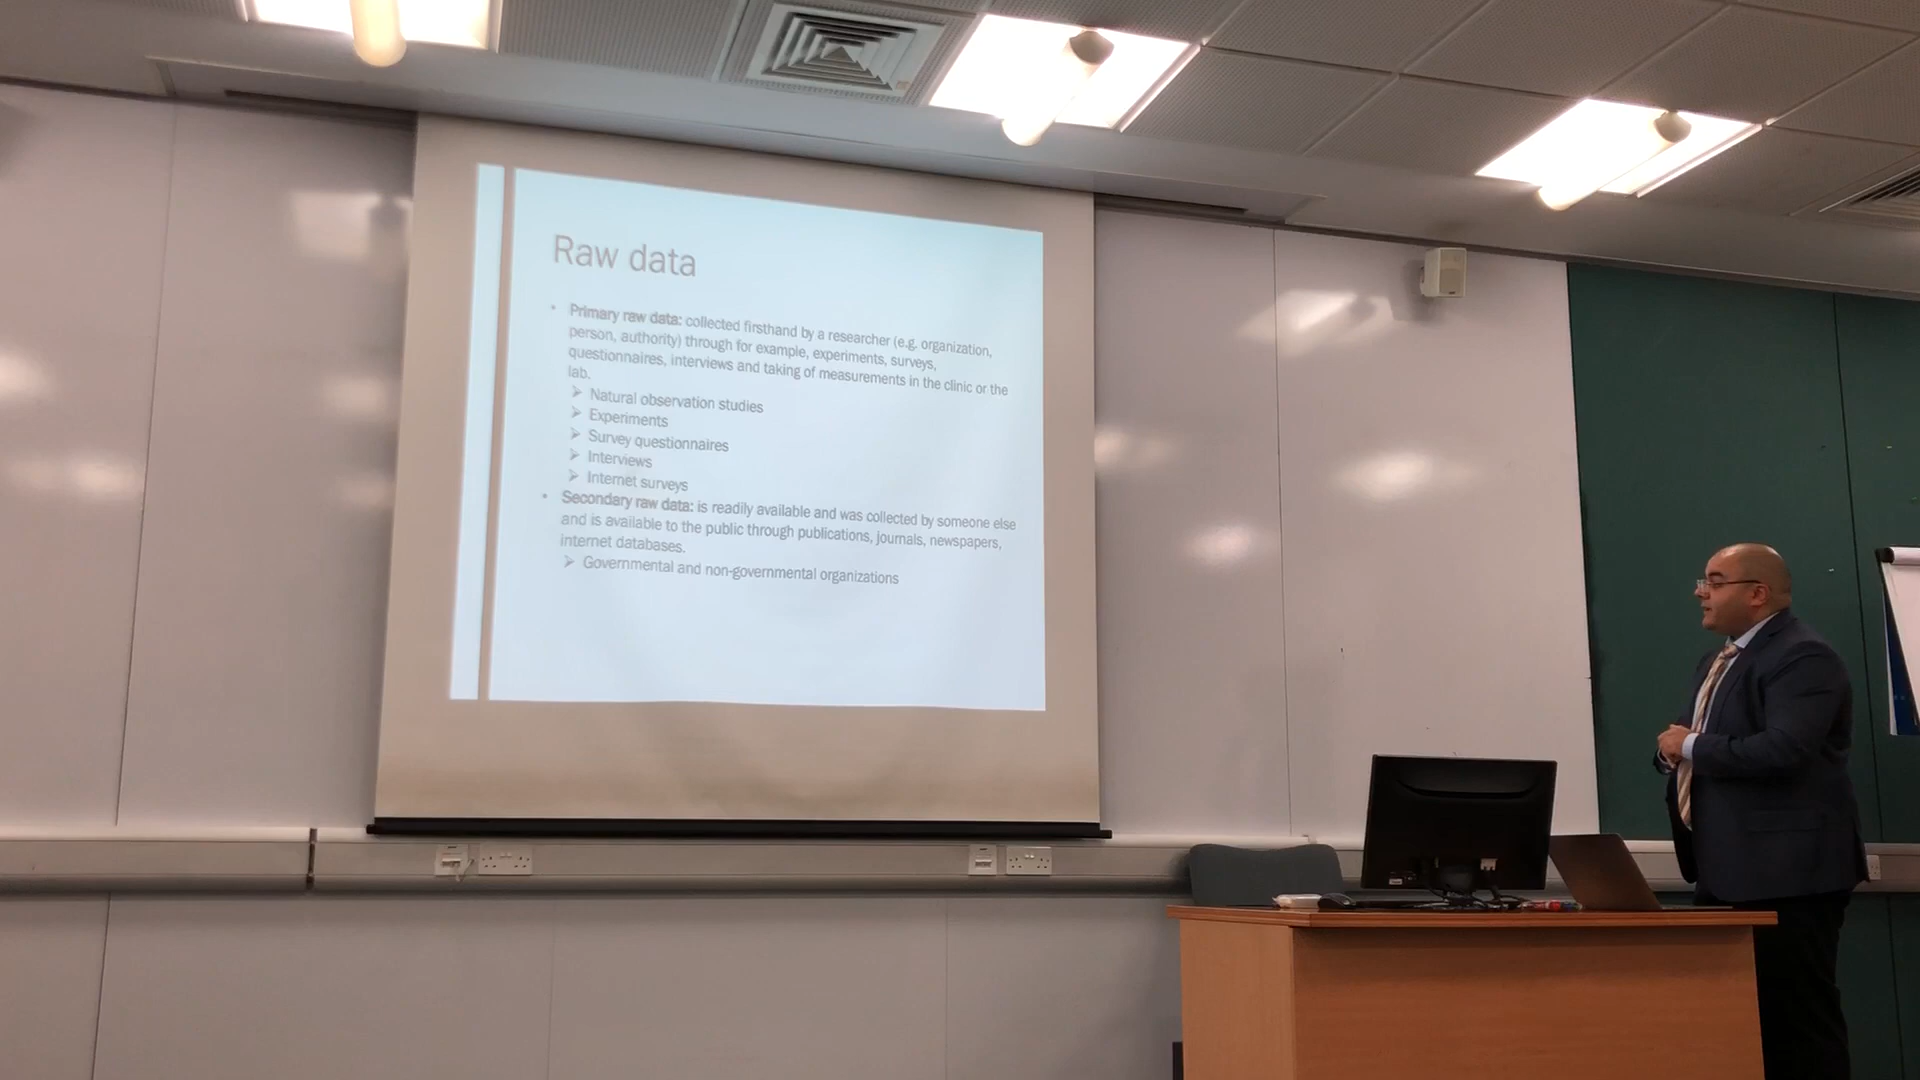 Raw data
• Primary raw data: collected firsthand by a researcher (e.g. organization,
person, authority) through for example, experiments, surveys,
questionnaires, interviews and taking of measurements in the clinic or the
lab.
➢ Natural observation studies
➢ Experiments
➢ Survey questionnaires
➢ Interviews
➢ Internet surveys
• Secondary raw data: is readily available and was collected by someone else
and is available to the public through publications, journals, newspapers,
internet databases.
➢ Governmental and non-governmental organizations